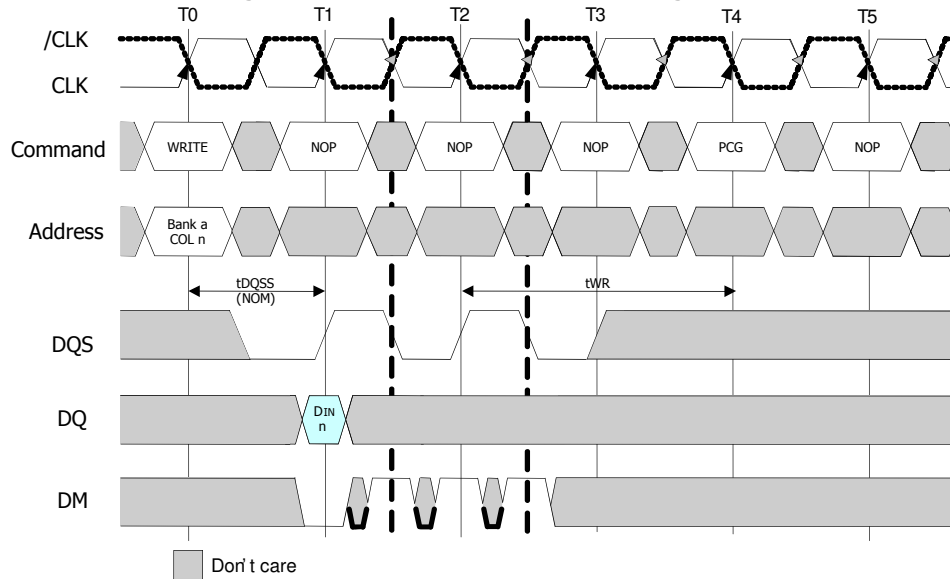 T0 T1 T2 T3 T4 T5
/CLK
CLK
Command WRITE NOP NOP NOP PCG NOP
Address Bank a
COL n
tDQSS
(NOM)
tWR
DQS
DQ DIN
n
DM
Don't care